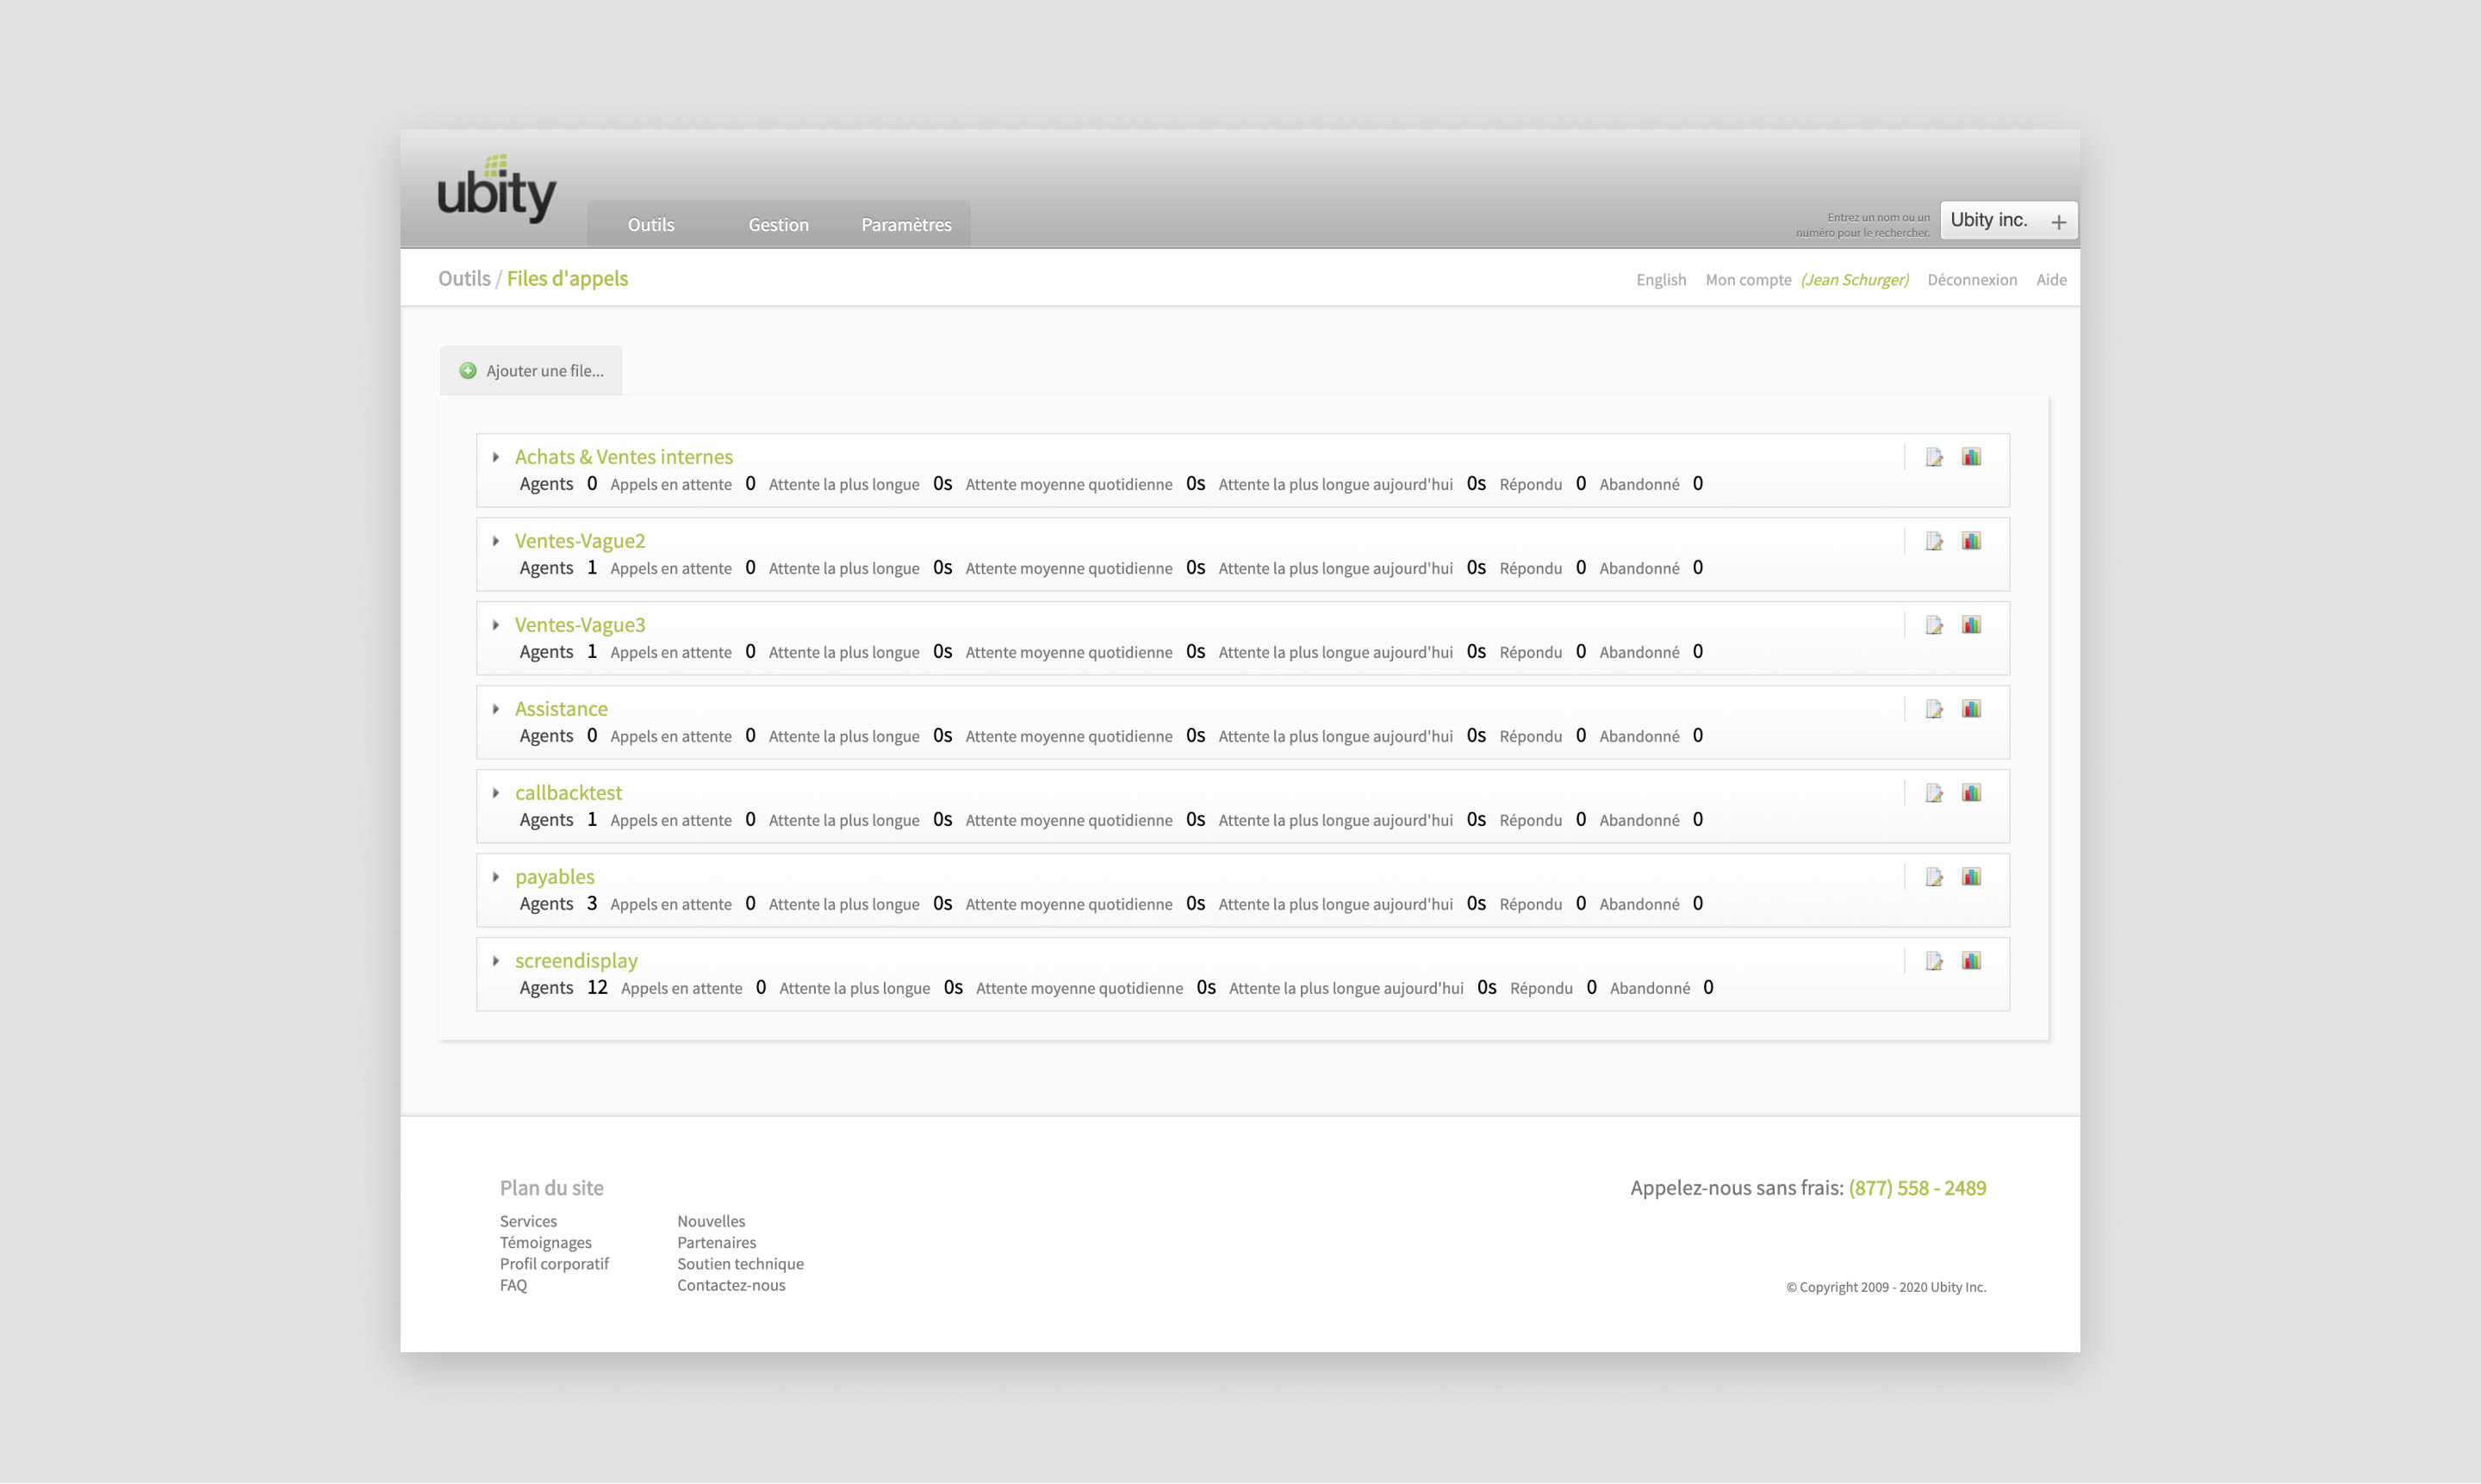 ubity
Outils Gestion Paramètres
Entrez un nom ou un
numéro pour le rechercher.
Ubity inc. +
Outils / Files d'appels
English Mon compte (Jean Schurger) Déconnexion Aide
Ajouter une file...
Achats & Ventes internes
Agents 0 Appels en attente 0 Attente la plus longue 0s Attente moyenne quotidienne 0s Attente la plus longue aujourd'hui 0s Répondu 0 Abandonné 0
Ventes-Vague2
Agents 1 Appels en attente 0 Attente la plus longue 0s Attente moyenne quotidienne 0s Attente la plus longue aujourd'hui 0s Répondu 0 Abandonné 0
Ventes-Vague3
Agents 1 Appels en attente 0 Attente la plus longue 0s Attente moyenne quotidienne 0s Attente la plus longue aujourd'hui 0s Répondu 0 Abandonné 0
Assistance
Agents 0 Appels en attente 0 Attente la plus longue 0s Attente moyenne quotidienne 0s Attente la plus longue aujourd'hui 0s Répondu 0 Abandonné 0
callbacktest
Agents 1 Appels en attente 0 Attente la plus longue 0s Attente moyenne quotidienne 0s Attente la plus longue aujourd'hui 0s Répondu 0 Abandonné 0
payables
Agents 3 Appels en attente 0 Attente la plus longue 0s Attente moyenne quotidienne 0s Attente la plus longue aujourd'hui 0s Répondu 0 Abandonné 0
screendisplay
Agents 12 Appels en attente 0 Attente la plus longue 0s Attente moyenne quotidienne 0s Attente la plus longue aujourd'hui 0s Répondu 0 Abandonné 0
Plan du site
Services
Témoignages
Profil corporatif
FAQ
Nouvelles
Partenaires
Soutien technique
Contactez-nous
Appelez-nous sans frais: (877) 558 - 2489
© Copyright 2009 - 2020 Ubity Inc.